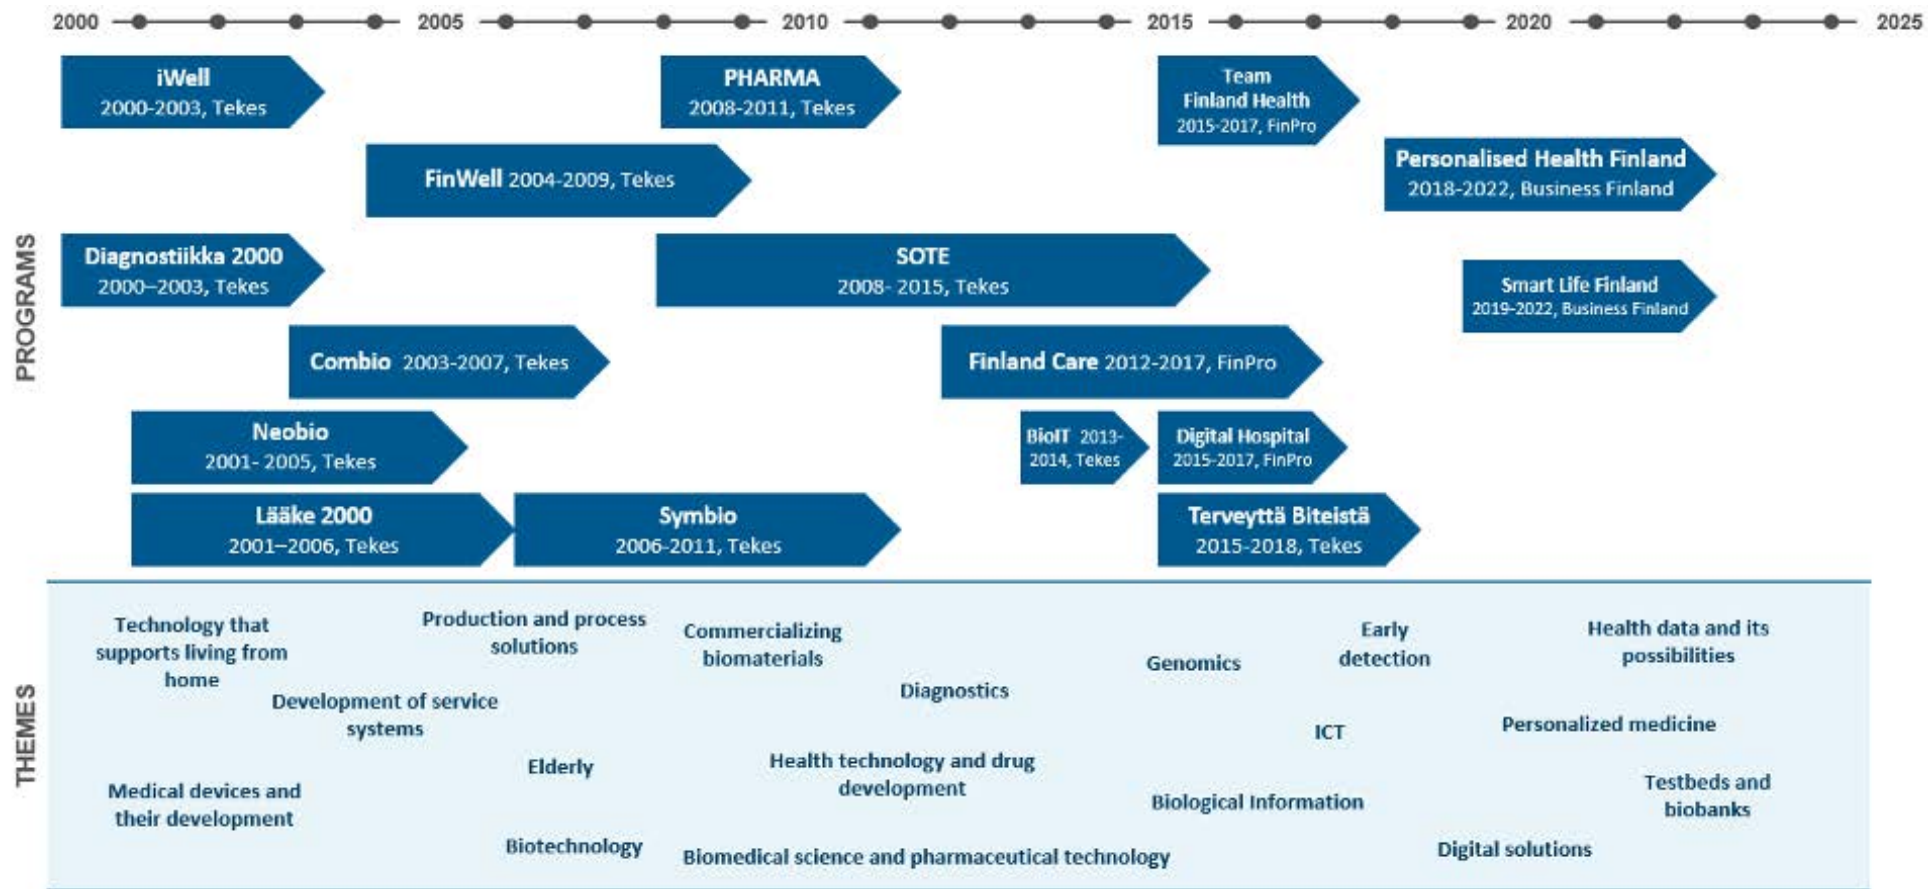 2000 2005 2010 2015 2020 2025
PROGRAMS
iWell
2000-2003, Tekes
PHARMA
2008-2011, Tekes
Team
Finland Health
2015-2017, FinPro
FinWell 2004-2009, Tekes
Personalised Health Finland
2018-2022, Business Finland
Diagnostiikka 2000
2000–2003, Tekes
SOTE
2008- 2015, Tekes
Smart Life Finland
2019-2022, Business Finland
Combio 2003-2007, Tekes
Finland Care 2012-2017, FinPro
Neobio
2001- 2005, Tekes
BioIT 2013-
2014, Tekes
Digital Hospital
2015-2017, FinPro
Lääke 2000
2001–2006, Tekes
Symbio
2006-2011, Tekes
Terveyttä Biteistä
2015-2018, Tekes
THEMES
Technology that
supports living from
home
Production and process
solutions
Commercializing
biomaterials
Genomics
Early
detection
Health data and its
possibilities
Development of service
systems
Diagnostics
ICT
Personalized medicine
Elderly
Health technology and drug
development
Medical devices and
their development
Biological Information
Testbeds and
biobanks
Biotechnology
Biomedical science and pharmaceutical technology
Digital solutions